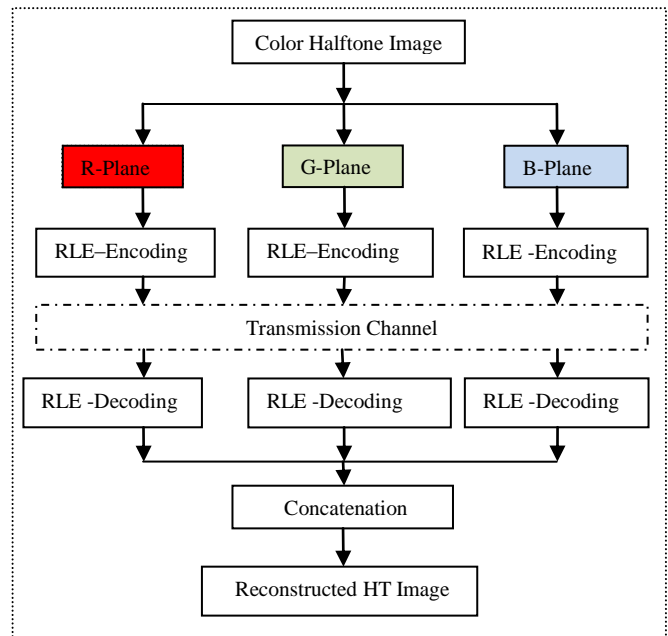 Color Halftone Image
R-Plane
G-Plane
B-Plane
RLE–Encoding
RLE–Encoding
RLE -Encoding
Transmission Channel
RLE -Decoding
RLE -Decoding
RLE -Decoding
Concatenation
Reconstructed HT Image